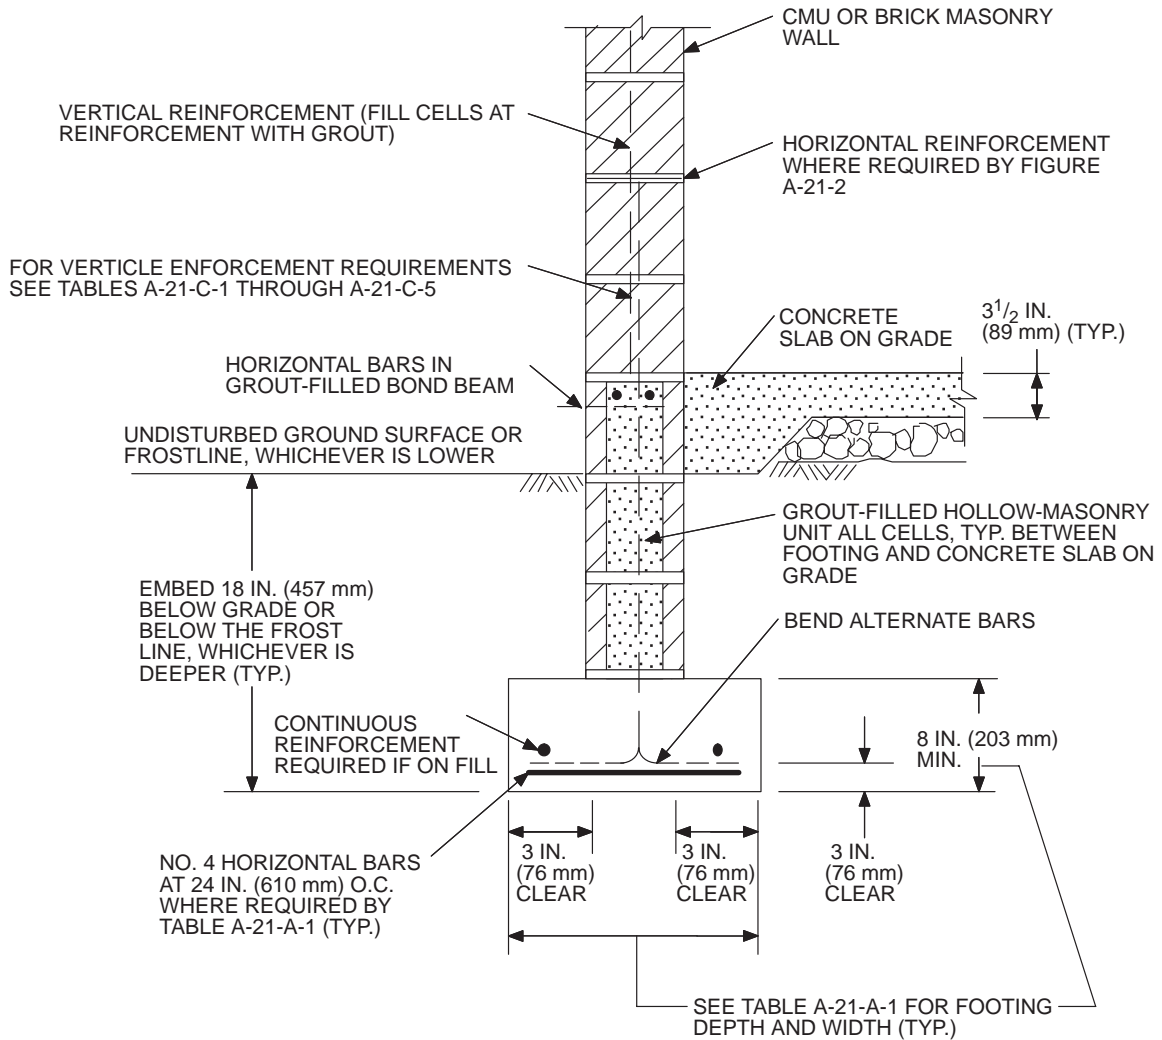 CMU OR BRICK MASONRY
WALL
VERTICAL REINFORCEMENT (FILL CELLS AT
REINFORCEMENT WITH GROUT)
HORIZONTAL REINFORCEMENT
WHERE REQUIRED BY FIGURE
A-21-2
FOR VERTICLE ENFORCEMENT REQUIREMENTS
SEE TABLES A-21-C-1 THROUGH A-21-C-5
CONCRETE
SLAB ON GRADE
3 1/2 IN.
(89 mm) (TYP.)
HORIZONTAL BARS IN
GROUT-FILLED BOND BEAM
UNDISTURBED GROUND SURFACE OR
FROSTLINE, WHICHEVER IS LOWER
GROUT-FILLED HOLLOW-MASONRY
UNIT ALL CELLS, TYP. BETWEEN
FOOTING AND CONCRETE SLAB ON
GRADE
EMBED 18 IN. (457 mm)
BELOW GRADE OR
BELOW THE FROST
LINE, WHICHEVER IS
DEEPER (TYP.)
BEND ALTERNATE BARS
CONTINUOUS
REINFORCEMENT
REQUIRED IF ON FILL
8 IN. (203 mm)
MIN.
NO. 4 HORIZONTAL BARS
AT 24 IN. (610 mm) O.C.
WHERE REQUIRED BY
TABLE A-21-A-1 (TYP.)
3 IN.
(76 mm)
CLEAR
3 IN.
(76 mm)
CLEAR
3 IN.
(76 mm)
CLEAR
SEE TABLE A-21-A-1 FOR FOOTING
DEPTH AND WIDTH (TYP.)